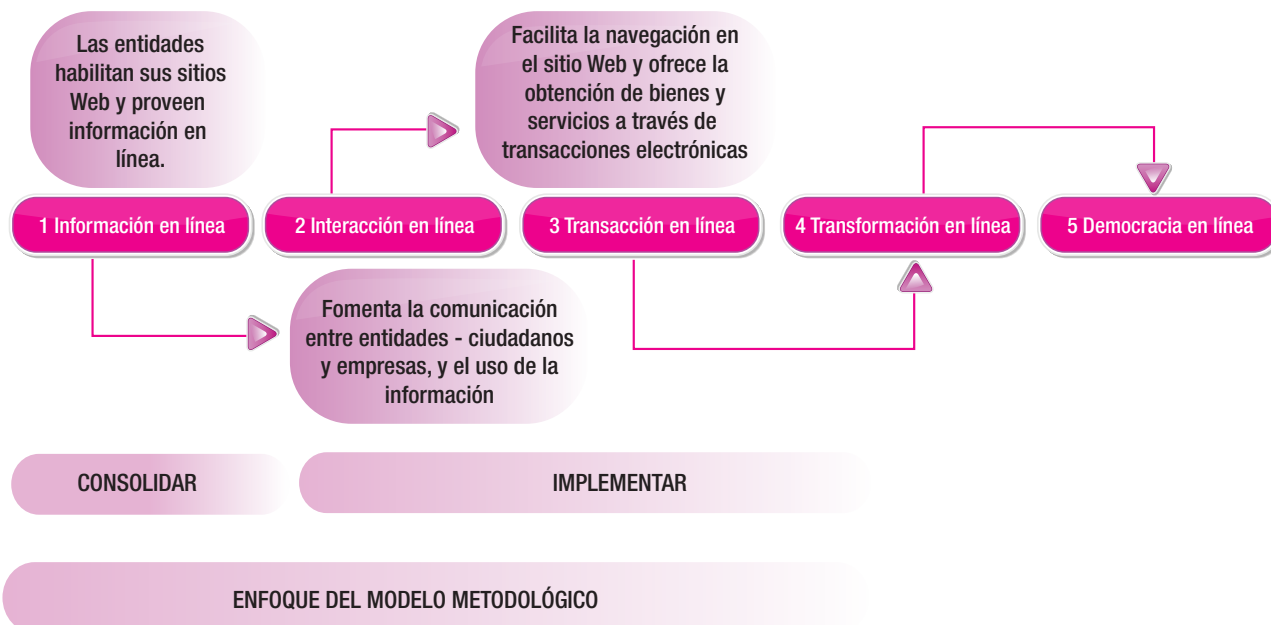 Las entidades
habilitan sus sitios
Web y proveen
información en
línea.
Facilita la navegación en
el sitio Web y ofrece la
obtención de bienes y
servicios a través de
transacciones electrónicas
1 Información en línea
2 Interacción en línea
3 Transacción en línea
4 Transformación en línea
5 Democracia en línea
Fomenta la comunicación
entre entidades - ciudadanos
y empresas, y el uso de la
información
CONSOLIDAR
IMPLEMENTAR
ENFOQUE DEL MODELO METODOLÓGICO